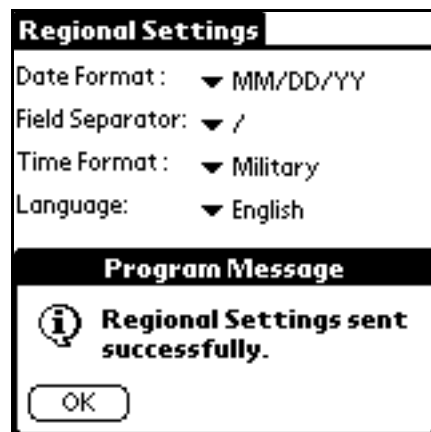 Regional Settings
Date Format: MM/DD/YY
Field Separator: /
Time Format: Military
Language: English
Program Message
Regional Settings sent
successfully.
OK